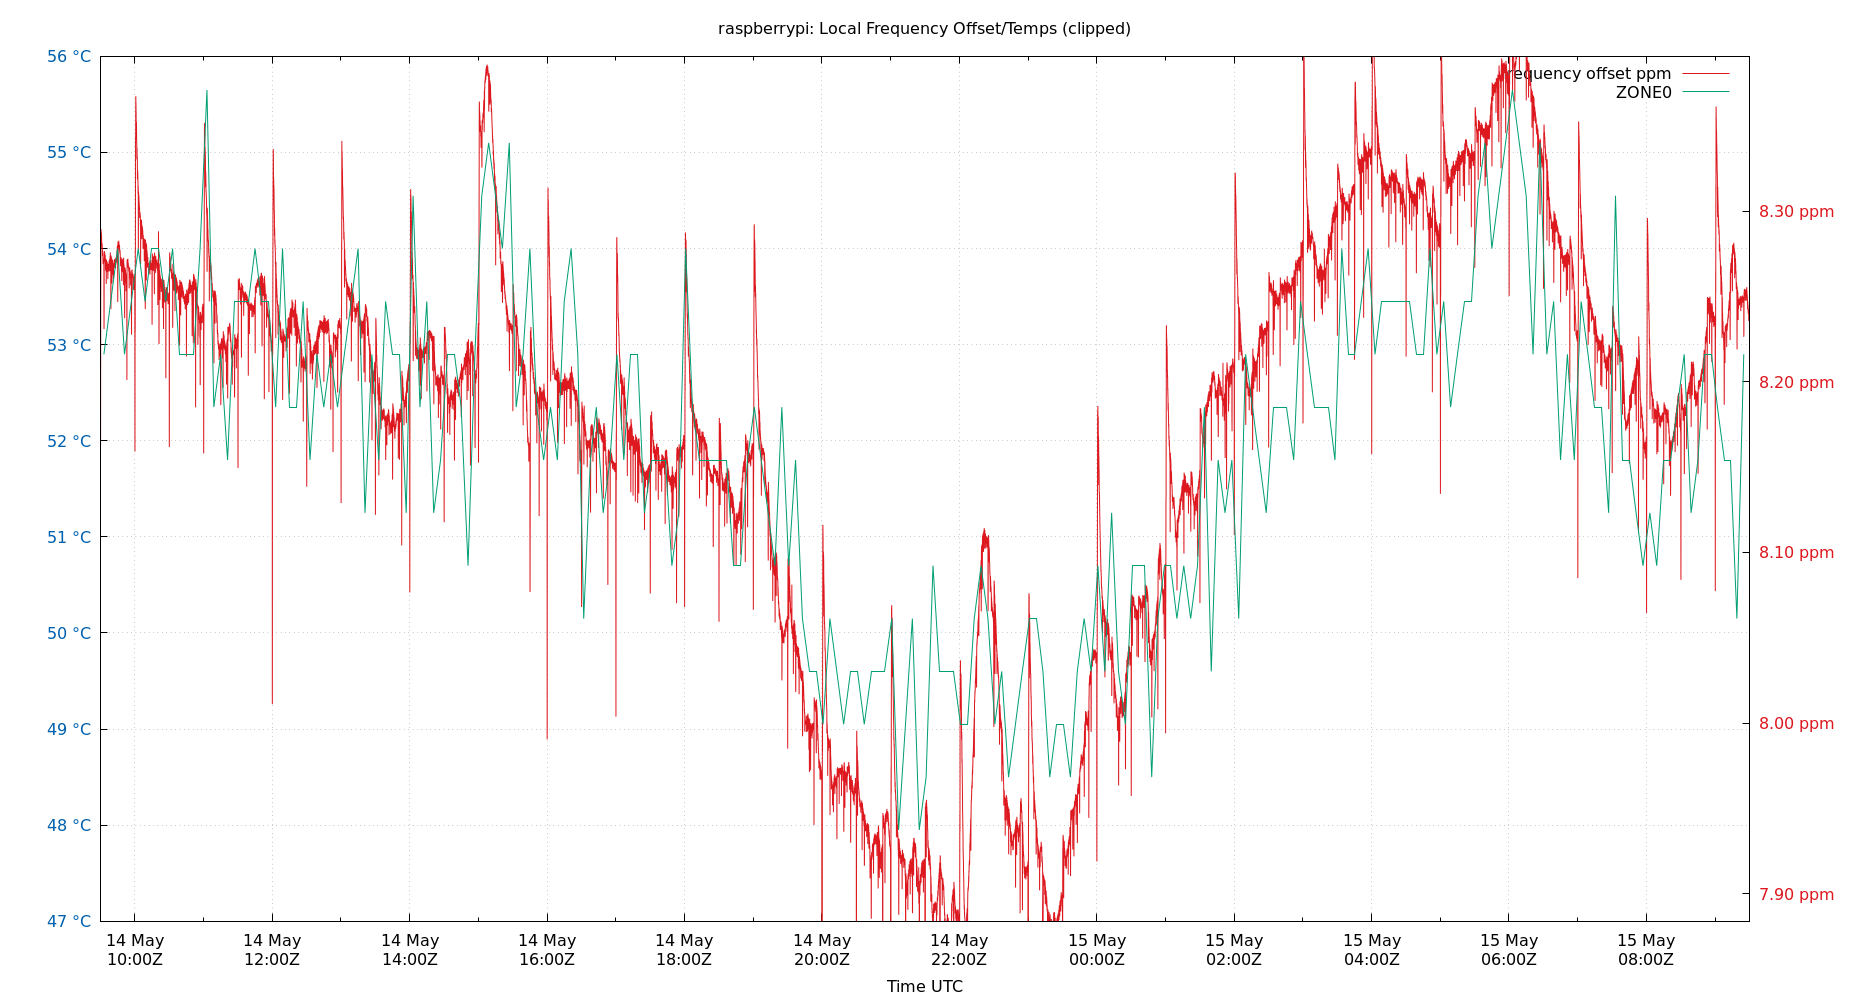 raspberrypi: Local Frequency Offset/Temps (clipped)
56 °C
55 °C
54 °C
53 °C
52 °C
51 °C
50 °C
49 °C
48 °C
47 °C
requency offset ppm
ZONE0
8.30 ppm
8.20 ppm
8.10 ppm
8.00 ppm
7.90 ppm
14 May 14 May 14 May 14 May 14 May 14 May 14 May 15 May 15 May 15 May 15 May 15 May
10:00Z 12:00Z 14:00Z 16:00Z 18:00Z 20:00Z 22:00Z 00:00Z 02:00Z 04:00Z 06:00Z 08:00Z
Time UTC